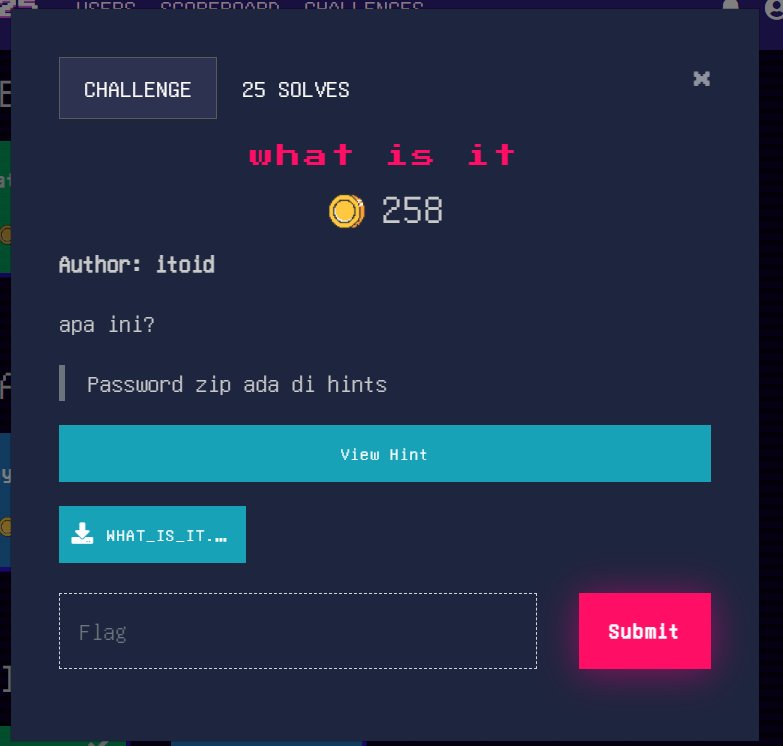 USERS SCOREBOARD CHALLENGES
CHALLENGE 25 SOLVES
what is it
258
Author: itoid
apa ini?
Password zip ada di hints
View Hint
WHAT_IS_IT.…
Flag
Submit